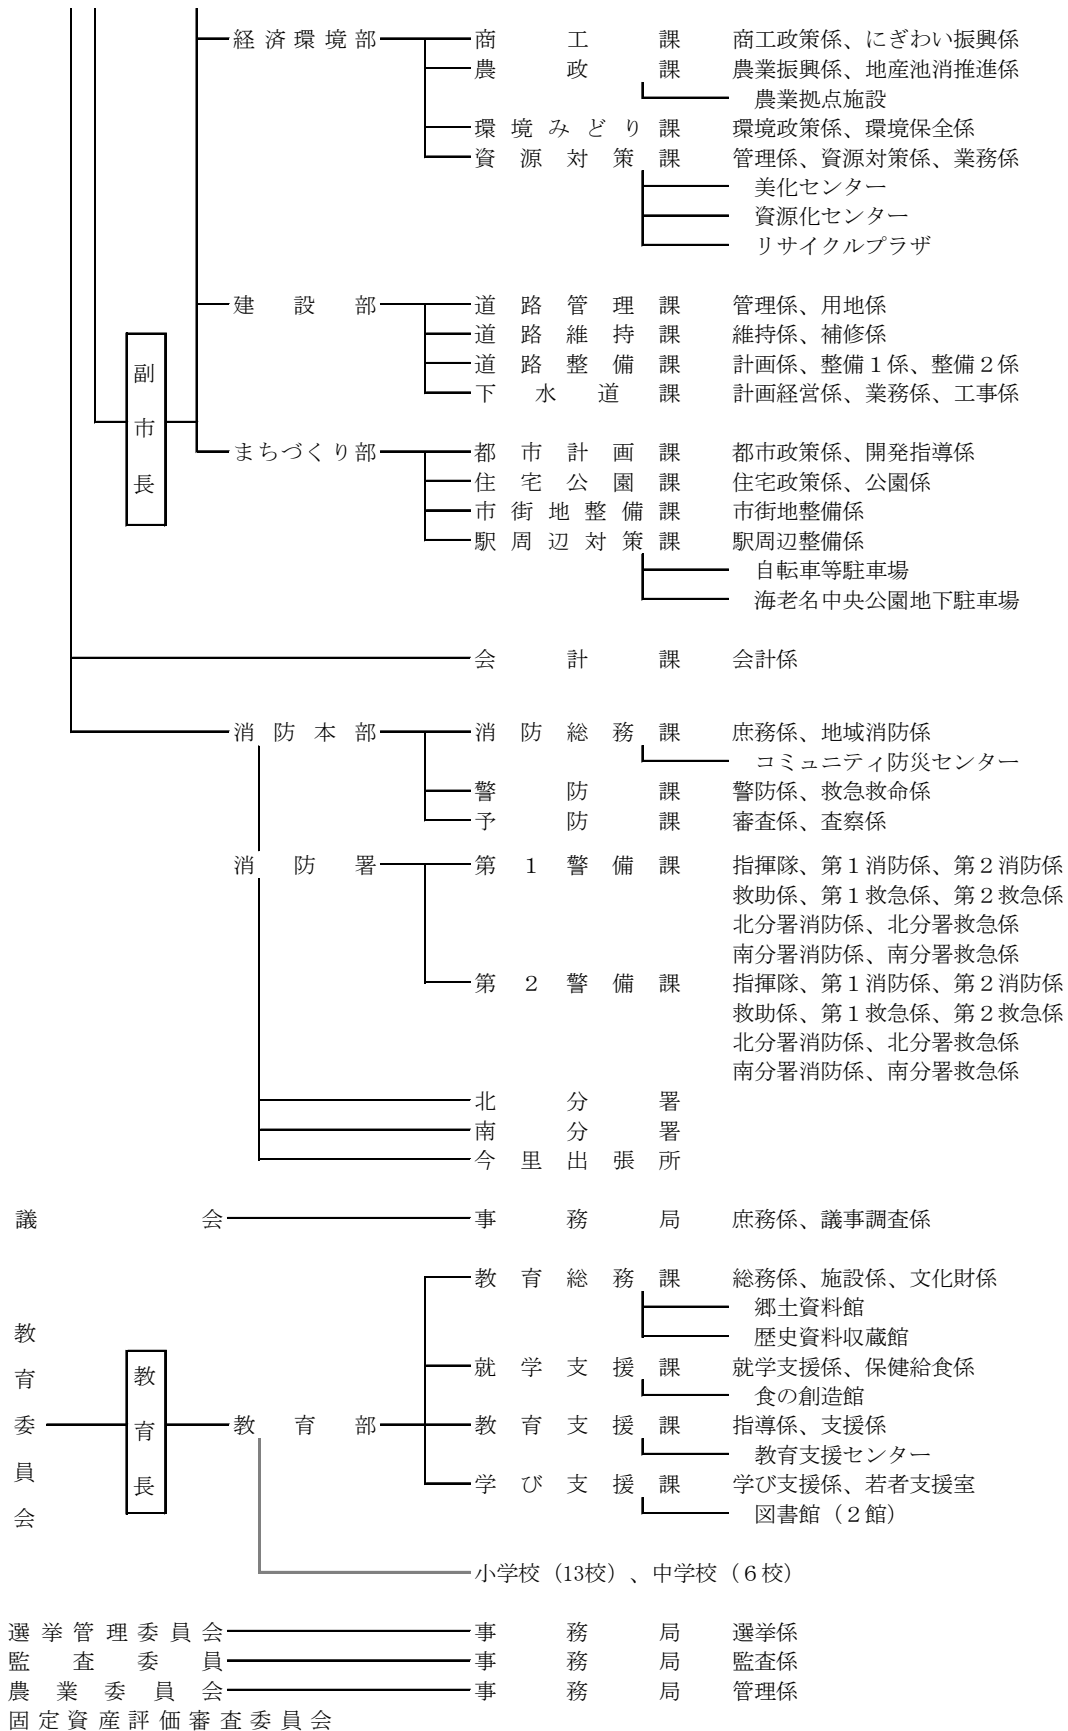 経済環境部 商工課 商工政策係、にぎわい振興係
農政課 農業振興係、地産池消推進係
農業拠点施設
環境みどり課 環境政策係、環境保全係
資源対策課 管理係、資源対策係、業務係
美化センター
資源化センター
リサイクルプラザ
建設部 道路管理課 管理係、用地係
道路維持課 維持係、補修係
道路整備課 計画係、整備1係、整備2係
下水道課 計画経営係、業務係、工事係
副市長
まちづくり部 都市計画課 都市政策係、開発指導係
住宅公園課 住宅政策係、公園係
市街地整備課 市街地整備係
駅周辺対策課 駅周辺整備係
自転車等駐車場
海老名中央公園地下駐車場
会計課 会計係
消防本部 消防総務課 庶務係、地域消防係
コミュニティ防災センター
警防課 警防係、救急救命係
予防課 審査係、査察係
消防署 第1警備課 指揮隊、第1消防係、第2消防係
救助係、第1救急係、第2救急係
北分署消防係、北分署救急係
南分署消防係、南分署救急係
第2警備課 指揮隊、第1消防係、第2消防係
救助係、第1救急係、第2救急係
北分署消防係、北分署救急係
南分署消防係、南分署救急係
北分署
南分署
今里出張所
議会 事務局 庶務係、議事調査係
教育総務課 総務係、施設係、文化財係
郷土資料館
歴史資料収蔵館
就学支援課 就学支援係、保健給食係
食の創造館
教育委員会 教育長 教育部 教育支援課 指導係、支援係
教育支援センター
学び支援課 学び支援係、若者支援室
図書館（2館）
小学校（13校）、中学校（6校）
選挙管理委員会 事務局 選挙係
監査委員 事務局 監査係
農業委員会 事務局 管理係
固定資産評価審査委員会